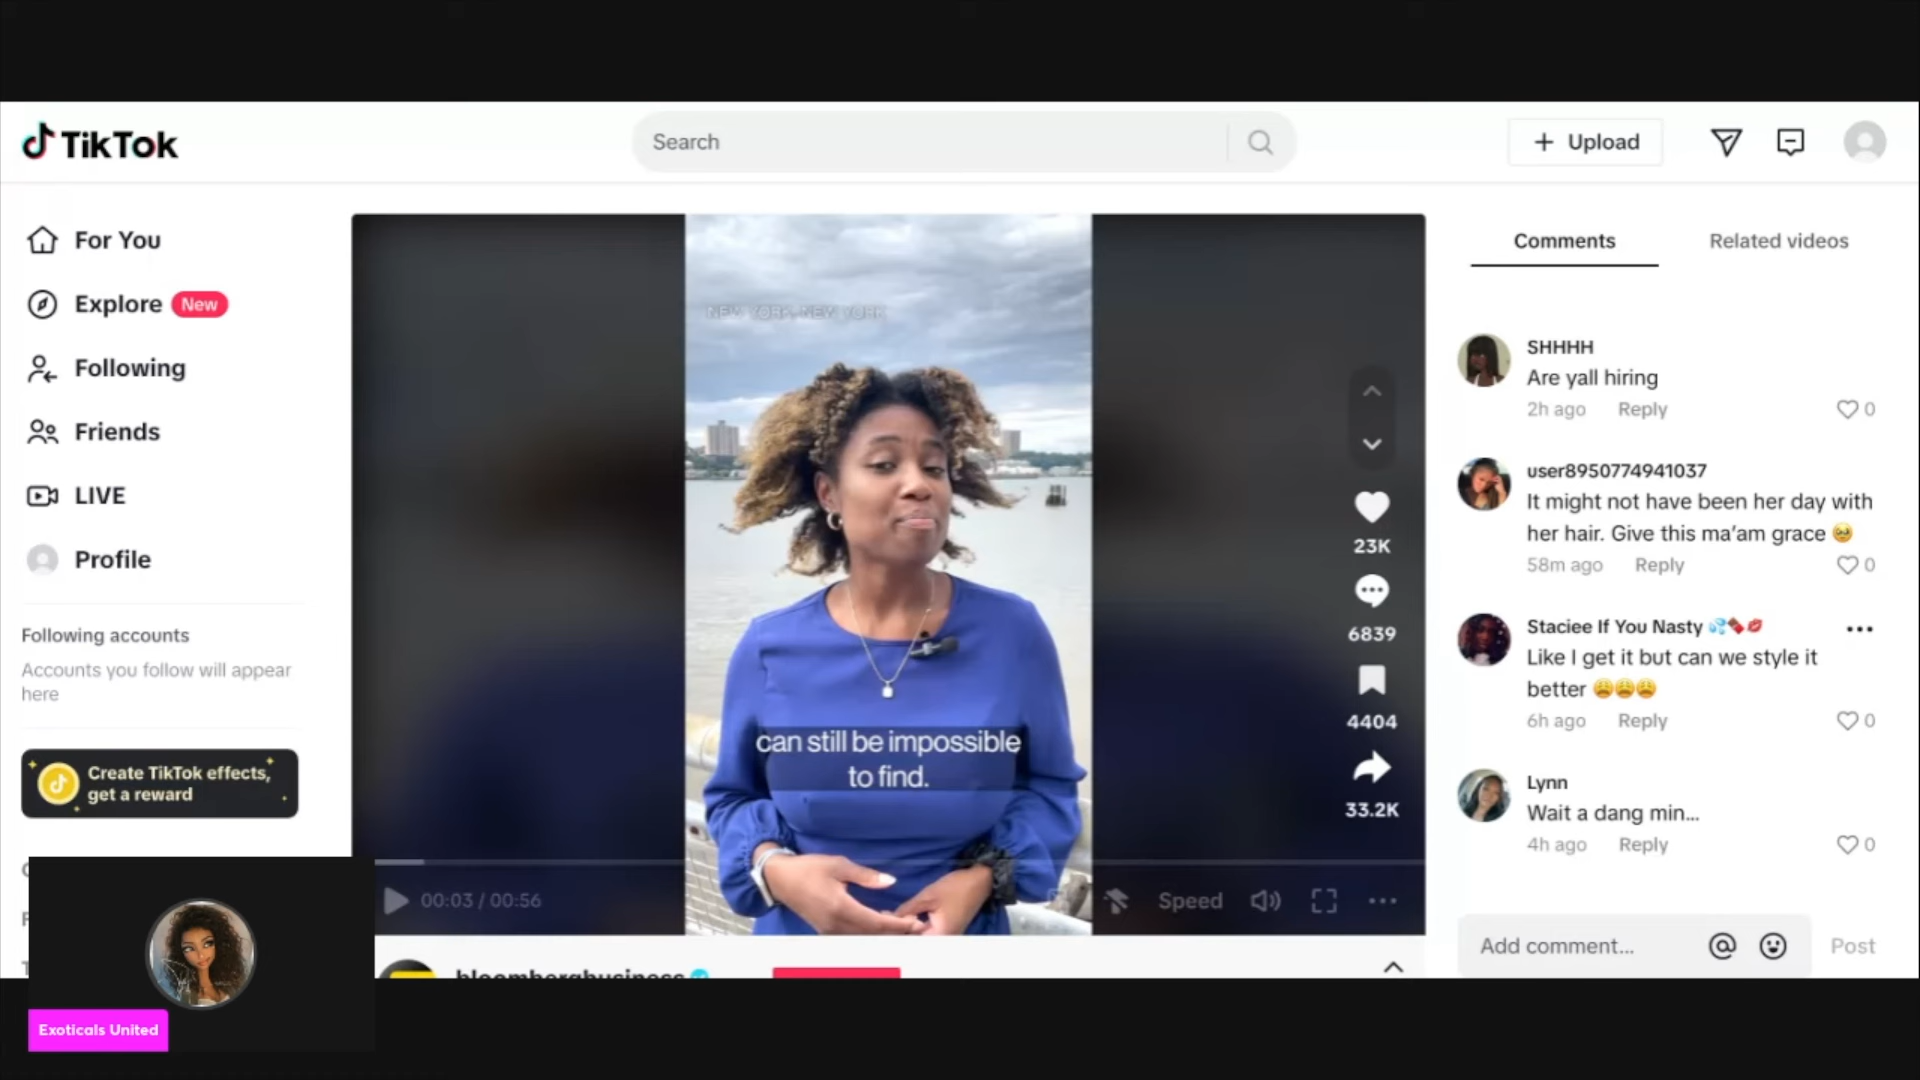 TikTok
Search
Upload
For You
Explore New
Following
Friends
LIVE
Profile
Following accounts
Accounts you follow will appear
here
Create TikTok effects,
get a reward
Exoticals United
NEW YORK, NEW YORK
can still be impossible
to find.
23K
6839
4404
33.2K
00:03 / 00:56
Speed
bloombergbusiness
Comments
Related videos
SHHHH
Are yall hiring
2h ago Reply 0
user8950774941037
It might not have been her day with
her hair. Give this ma’am grace 🥹
58m ago Reply 0
Staciee If You Nasty 💦🍫💋
Like I get it but can we style it
better 😩😩😩
6h ago Reply 0
Lynn
Wait a dang min...
4h ago Reply 0
Add comment...
Post